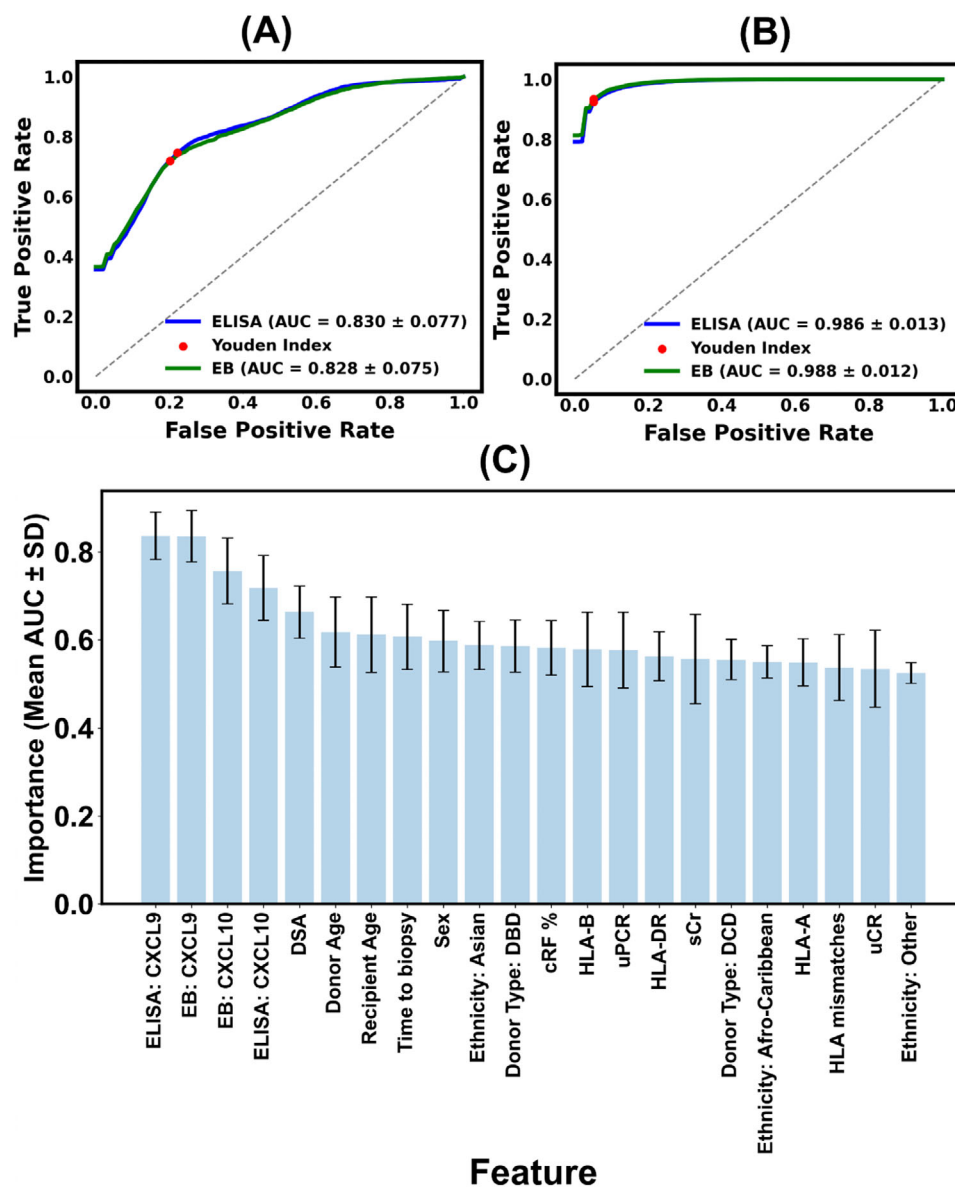 (A)
True Positive Rate
1.0
0.8
0.6
0.4
0.2
0.0
ELISA (AUC = 0.830 ± 0.077)
Youden Index
EB (AUC = 0.828 ± 0.075)
0.0 0.2 0.4 0.6 0.8 1.0
False Positive Rate
(B)
True Positive Rate
1.0
0.8
0.6
0.4
0.2
0.0
ELISA (AUC = 0.986 ± 0.013)
Youden Index
EB (AUC = 0.988 ± 0.012)
0.0 0.2 0.4 0.6 0.8 1.0
False Positive Rate
(C)
Importance (Mean AUC ± SD)
0.8
0.6
0.4
0.2
0.0
ELISA: CXCL9
EB: CXCL9
EB: CXCL10
ELISA: CXCL10
DSA
Donor Age
Recipient Age
Time to biopsy
Sex
Ethnicity: Asian
Donor Type: DBD
cRF %
HLA-B
uPCR
HLA-DR
sCr
Donor Type: DCD
Ethnicity: Afro-Caribbean
HLA-A
HLA mismatches
uCR
Ethnicity: Other
Feature